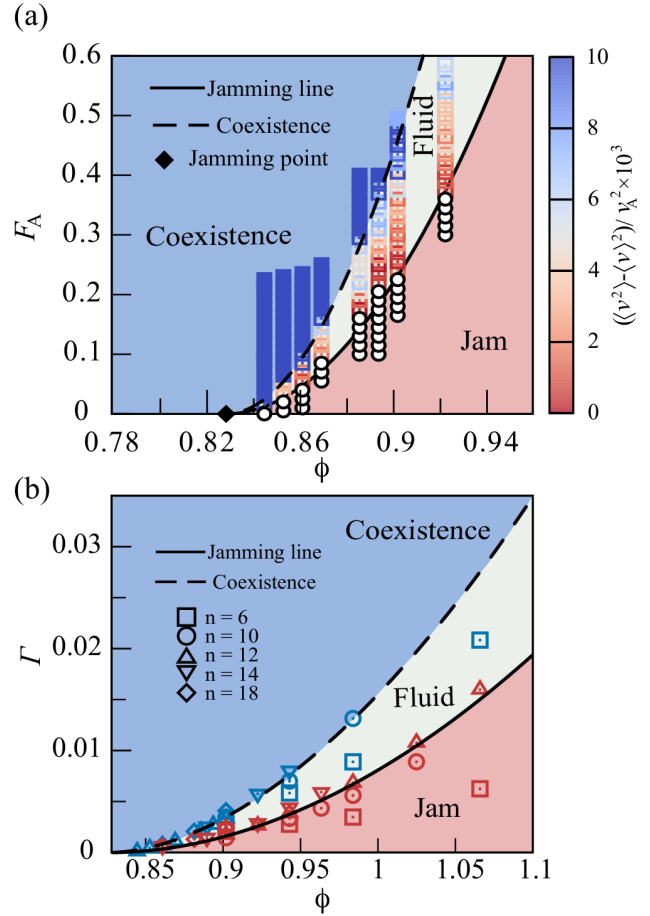 (a)
0.6
0.5
0.4
0.3
0.2
0.1
0
F_A
Jamming line
Coexistence
Jamming point
Coexistence
Fluid
Jam
0.78
0.82
0.86
0.9
0.94
ϕ
10
8
6
4
2
0
(⟨v²⟩-⟨v⟩²)/ v_A²×10³
(b)
0.03
0.02
0.01
0
Γ
Jamming line
Coexistence
n = 6
n = 10
n = 12
n = 14
n = 18
Coexistence
Fluid
Jam
0.85
0.9
0.95
1
1.05
1.1
ϕ